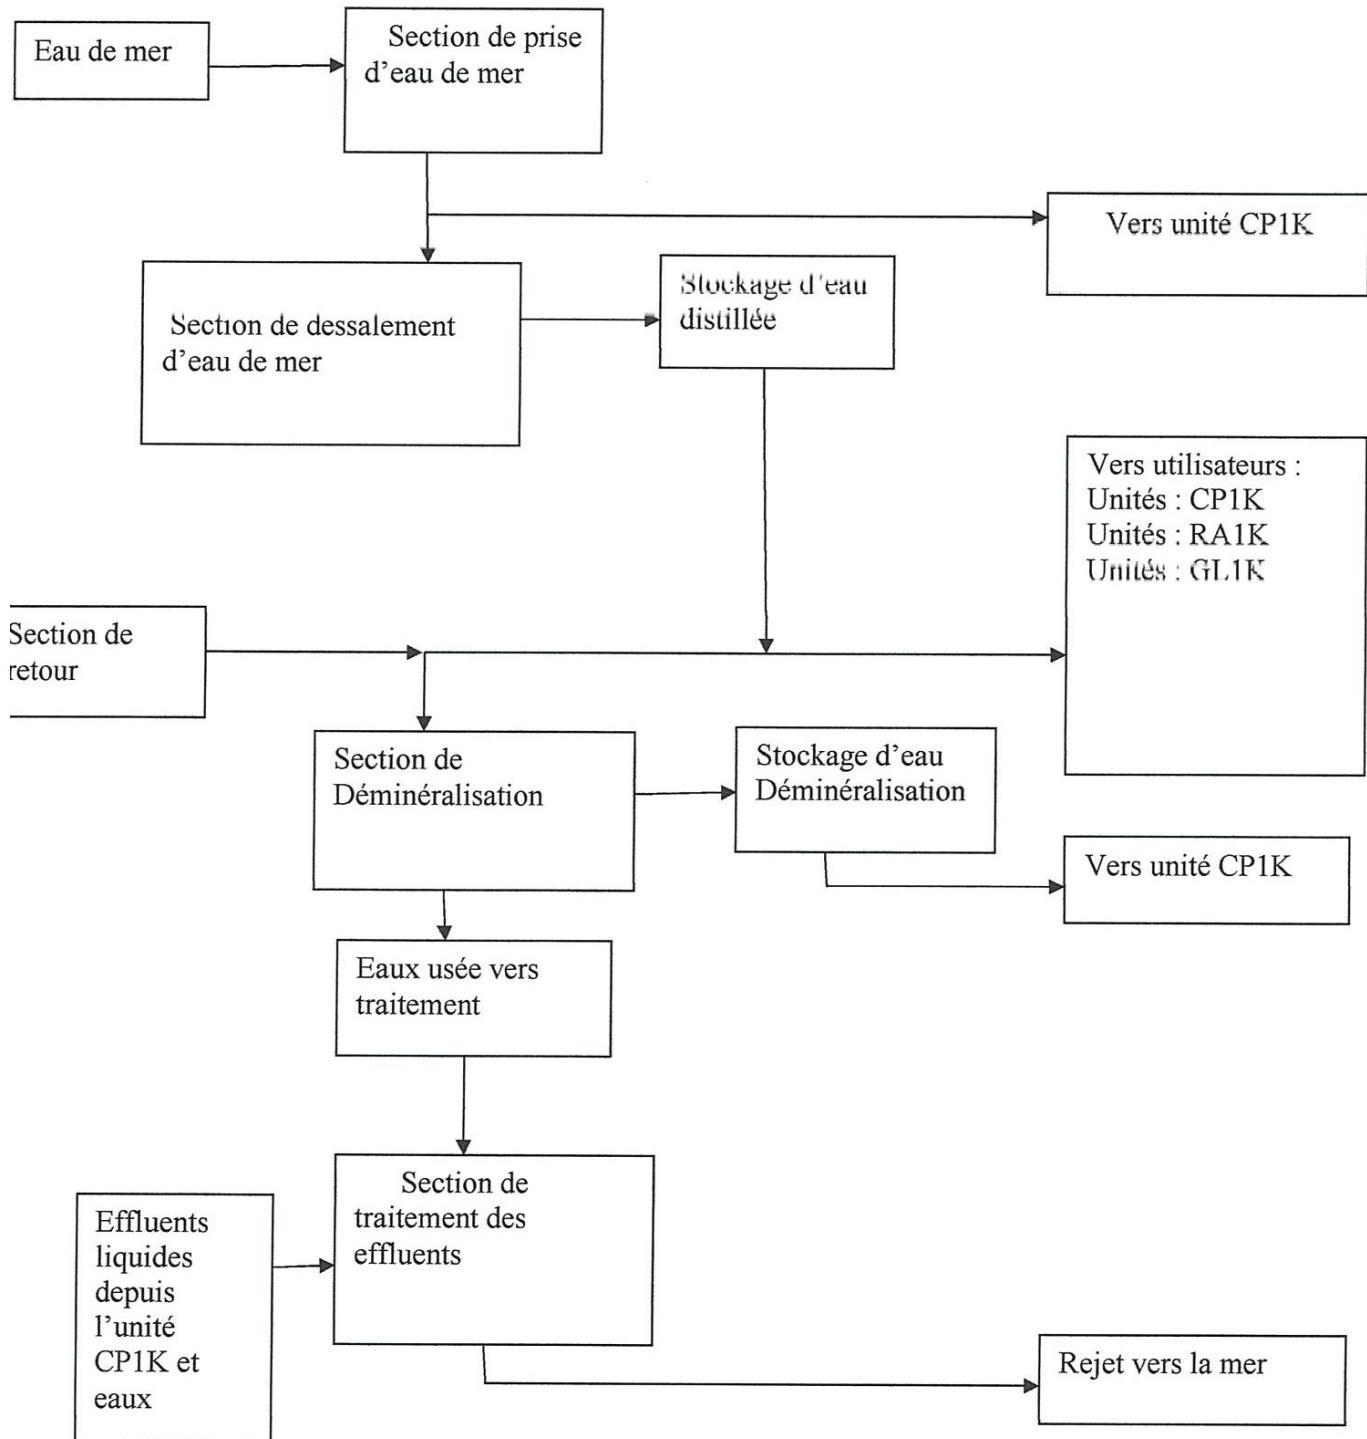 Eau de mer
Section de prise
d'eau de mer
Vers unité CP1K
Section de dessalement
d'eau de mer
Stockage d'eau
distillée
Vers utilisateurs :
Unités : CP1K
Unités : RA1K
Unités : GL1K
Section de
retour
Section de
Déminéralisation
Stockage d'eau
Déminéralisation
Vers unité CP1K
Eaux usée vers
traitement
Section de
traitement des
effluents
Effluents
liquides
depuis
l'unité
CP1K et
eaux
Rejet vers la mer